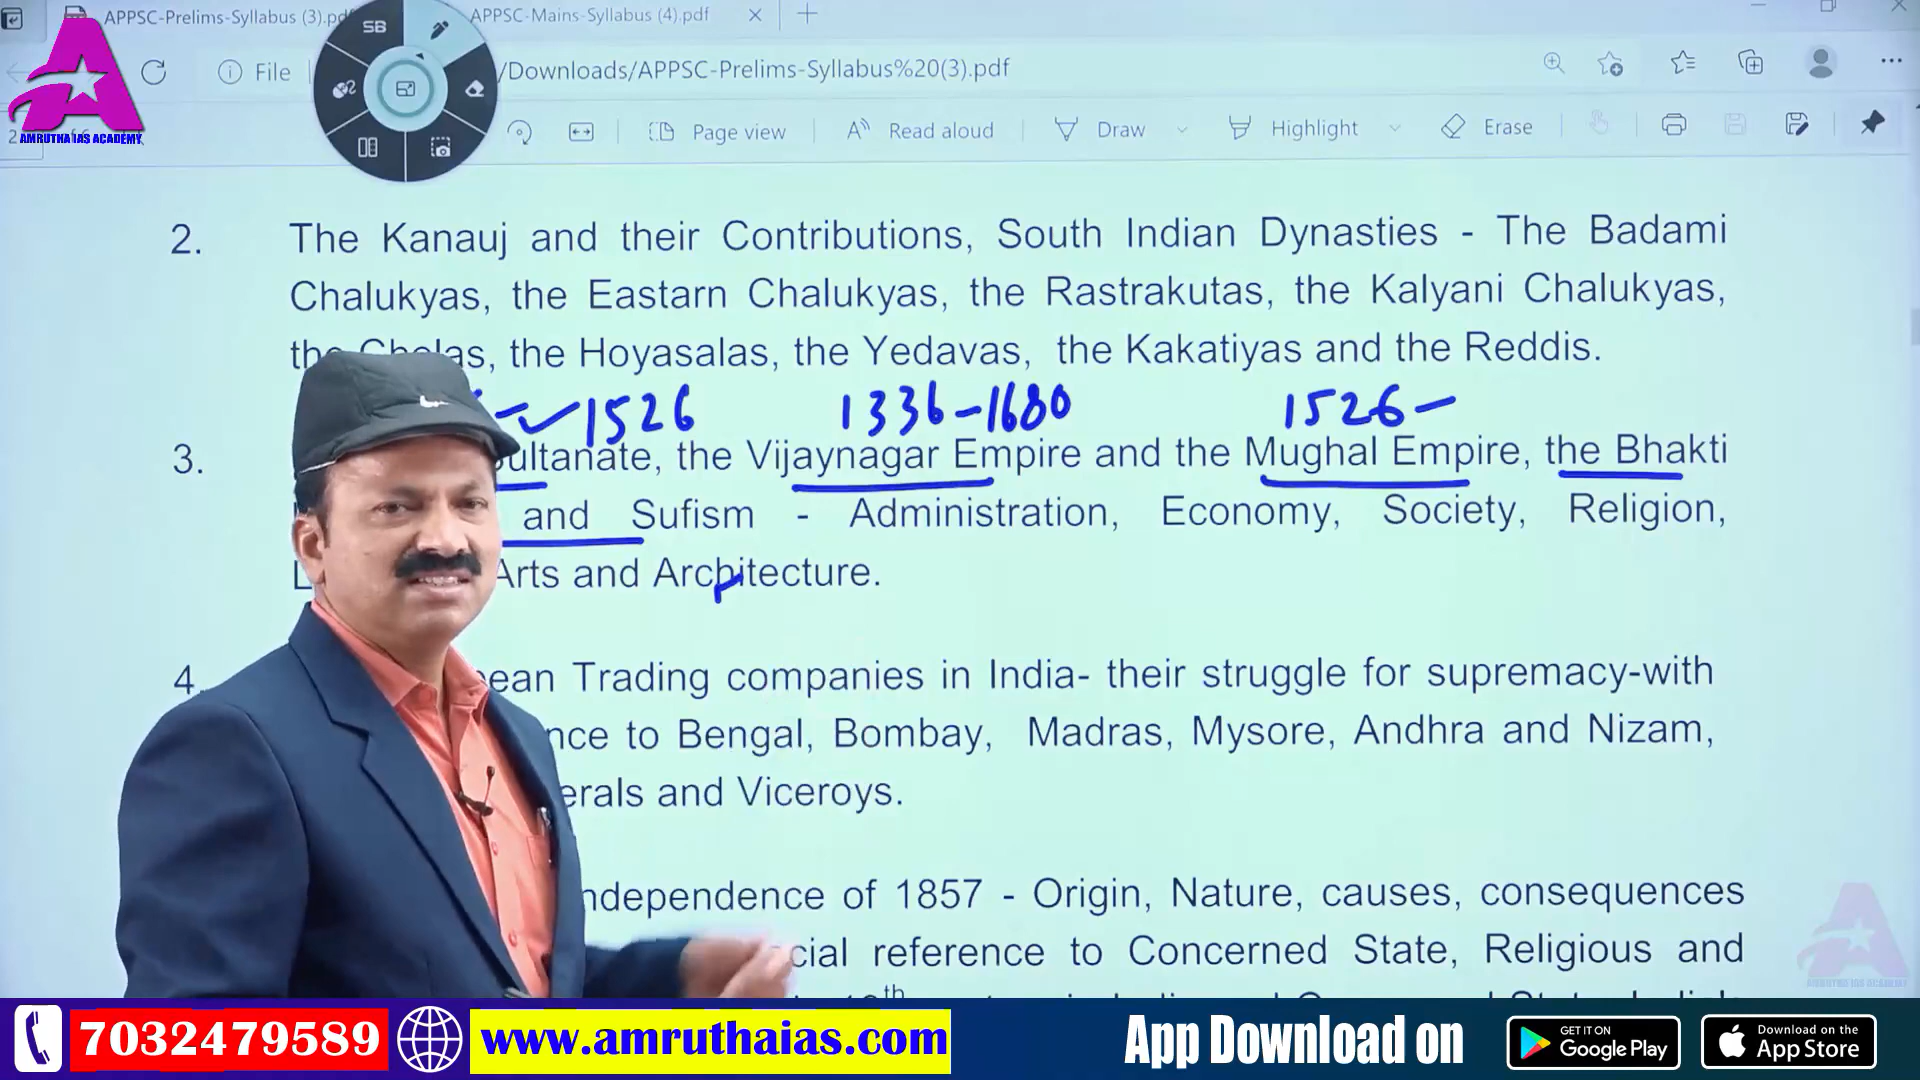 APPSC-Prelims-Syllabus (3).pdf
APPSC-Mains-Syllabus (4).pdf
SB
File
/Downloads/APPSC-Prelims-Syllabus%20(3).pdf
AMRUTHA IAS ACADEMY
Page view
Read aloud
Draw
Highlight
Erase
2. The Kanauj and their Contributions, South Indian Dynasties - The Badami
Chalukyas, the Eastarn Chalukyas, the Rastrakutas, the Kalyani Chalukyas,
the Cholas, the Hoyasalas, the Yedavas, the Kakatiyas and the Reddis.
1526 1336-1680 1526-
3. Sultanate, the Vijaynagar Empire and the Mughal Empire, the Bhakti
and Sufism - Administration, Economy, Society, Religion,
Arts and Architecture.
4. ean Trading companies in India- their struggle for supremacy-with
nce to Bengal, Bombay, Madras, Mysore, Andhra and Nizam,
erals and Viceroys.
ndependence of 1857 - Origin, Nature, causes, consequences
cial reference to Concerned State, Religious and
AMRUTHA IAS ACADEMY
7032479589
www.amruthaias.com
App Download on
GET IT ON
Google Play
Download on the
App Store